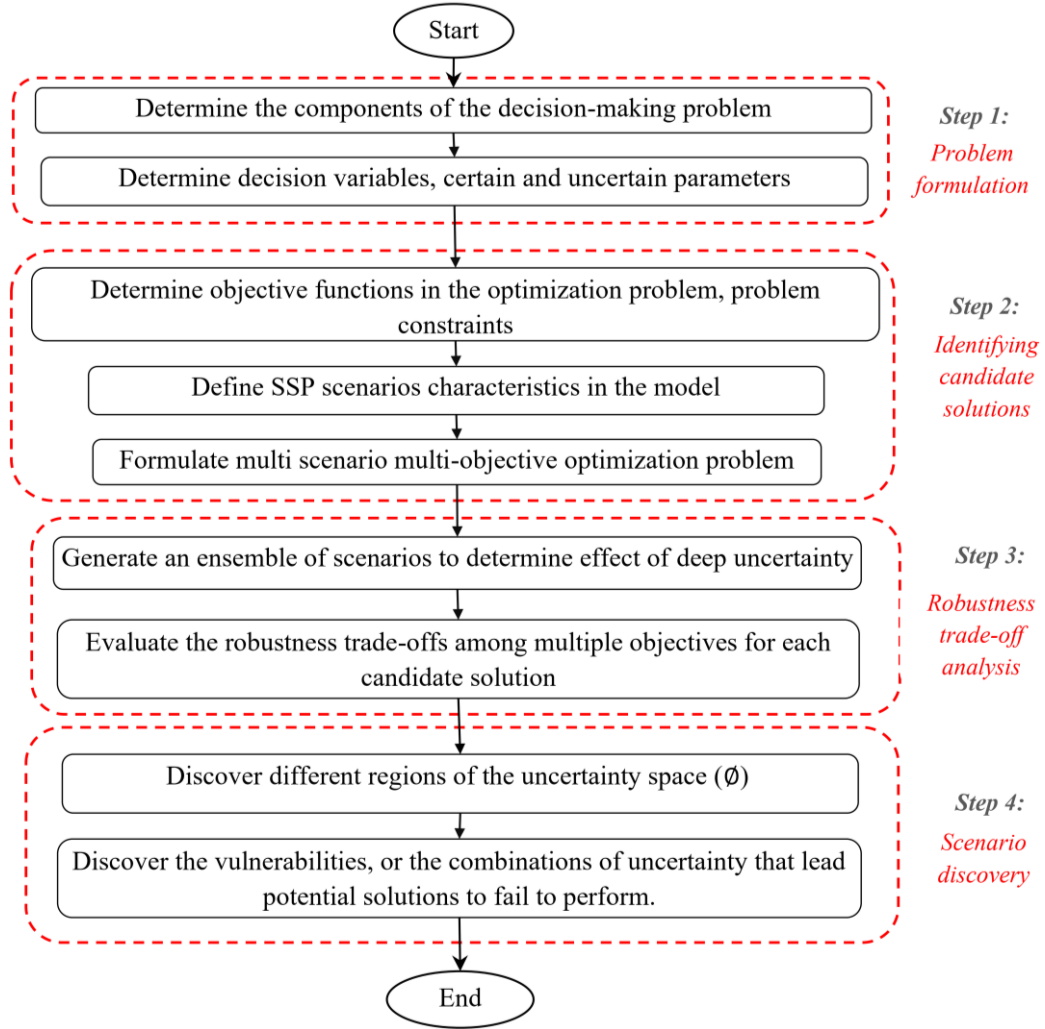 Start
Determine the components of the decision-making problem
Determine decision variables, certain and uncertain parameters
Step 1:
Problem
formulation
Determine objective functions in the optimization problem, problem
constraints
Define SSP scenarios characteristics in the model
Formulate multi scenario multi-objective optimization problem
Step 2:
Identifying
candidate
solutions
Generate an ensemble of scenarios to determine effect of deep uncertainty
Evaluate the robustness trade-offs among multiple objectives for each
candidate solution
Step 3:
Robustness
trade-off
analysis
Discover different regions of the uncertainty space (∅)
Discover the vulnerabilities, or the combinations of uncertainty that lead
potential solutions to fail to perform.
Step 4:
Scenario
discovery
End